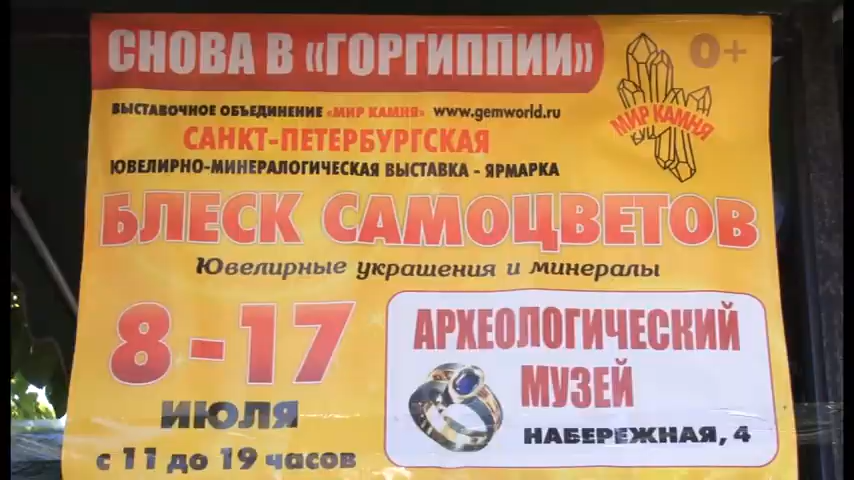 СНОВА В «ГОРГИППИИ»
0+
ВЫСТАВОЧНОЕ ОБЪЕДИНЕНИЕ «МИР КАМНЯ» www.gemworld.ru
МИР КАМНЯ
САНКТ-ПЕТЕРБУРГСКАЯ
ЮВЕЛИРНО-МИНЕРАЛОГИЧЕСКАЯ ВЫСТАВКА - ЯРМАРКА
БЛЕСК САМОЦВЕТОВ
Ювелирные украшения и минералы
8-17
ИЮЛЯ
с 11 до 19 часов
АРХЕОЛОГИЧЕСКИЙ
МУЗЕЙ
НАБЕРЕЖНАЯ, 4